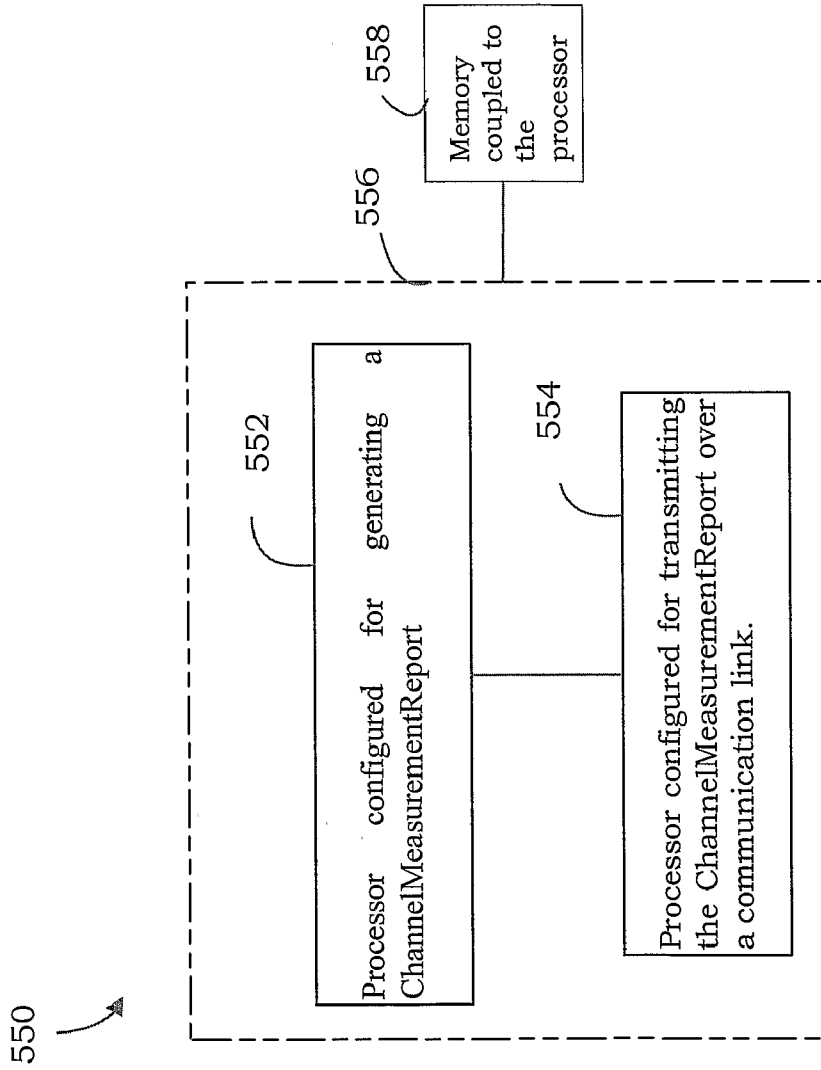 550
552
Processor configured for generating a
ChannelMeasurementReport
554
Processor configured for transmitting
the ChannelMeasurementReport over
a communication link.
556
558
Memory
coupled to
the
processor